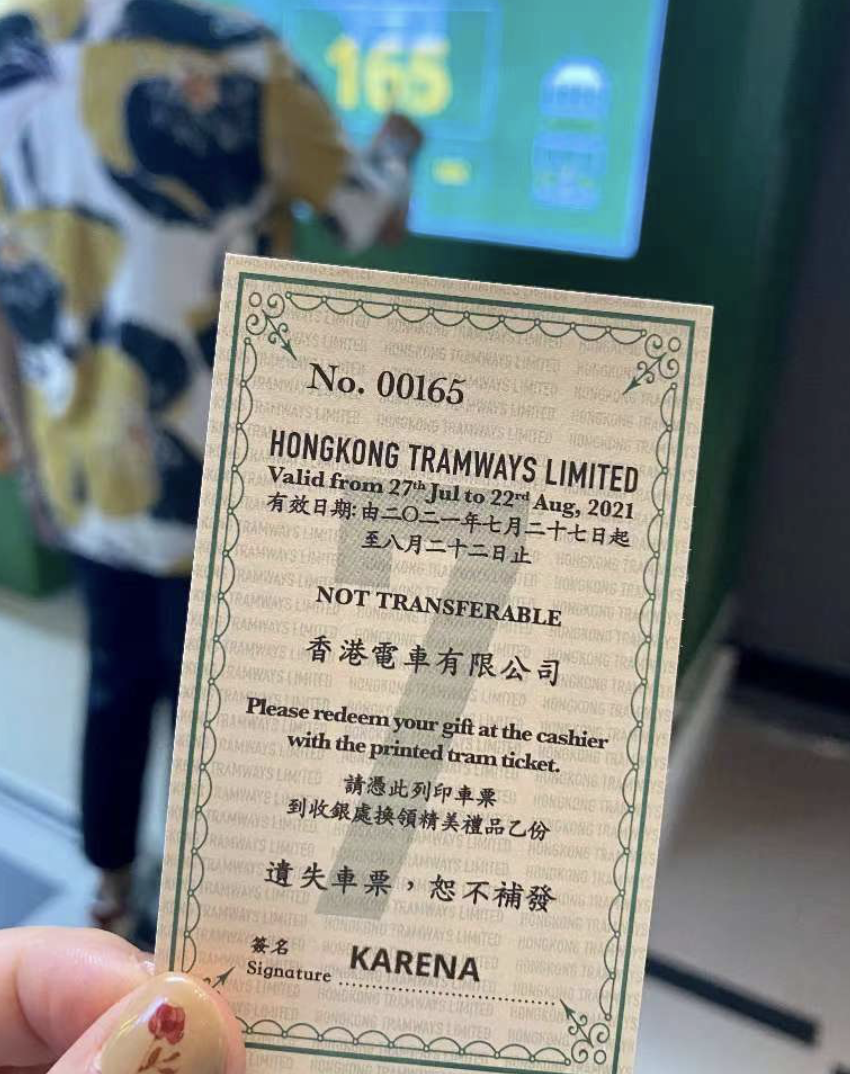 165
No. 00165
HONGKONG TRAMWAYS LIMITED
Valid from 27th Jul to 22rd Aug, 2021
有效日期:由二〇二一年七月二十七日起
至八月二十二日止
NOT TRANSFERABLE
香港電車有限公司
Please redeem your gift at the cashier
with the printed tram ticket.
請憑此列印車票
到收銀處換領精美禮品乙份
遺失車票，恕不補發
簽名
Signature KARENA
7